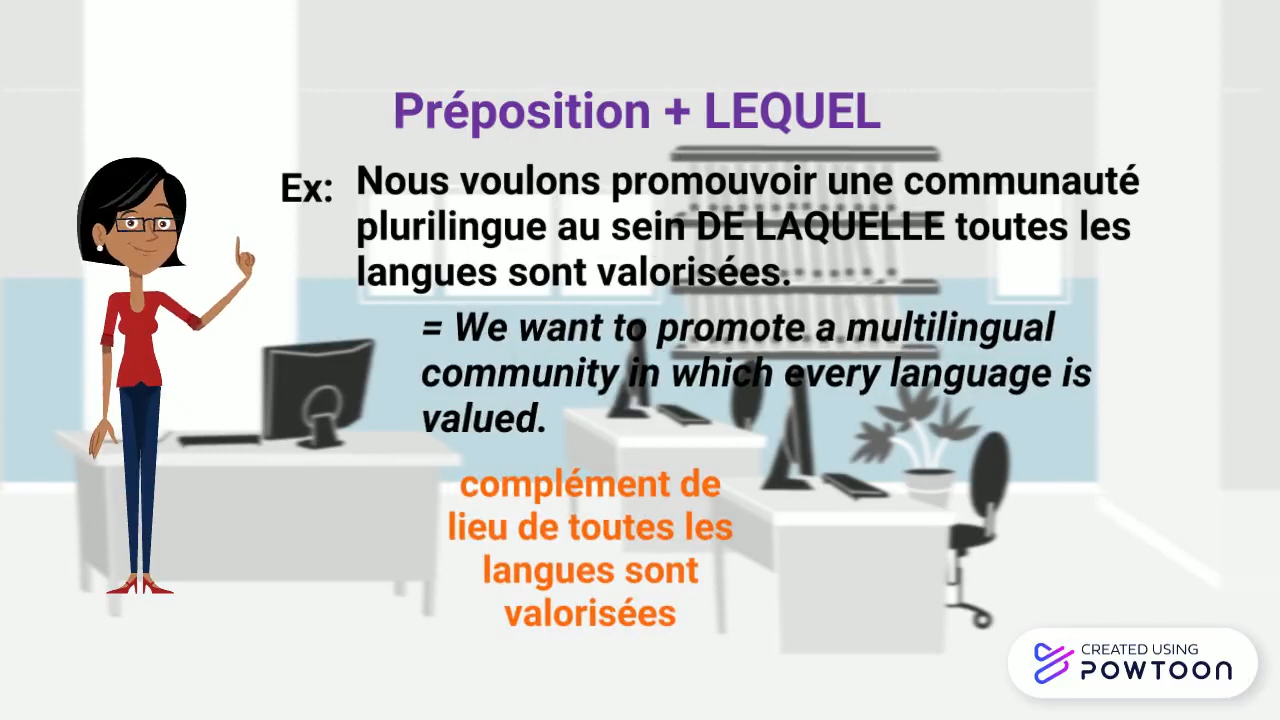 Préposition + LEQUEL
Ex: Nous voulons promouvoir une communauté
plurilingue au sein DE LAQUELLE toutes les
langues sont valorisées.
= We want to promote a multilingual
community in which every language is
valued.
complément de
lieu de toutes les
langues sont
valorisées
CREATED USING
POWTOON